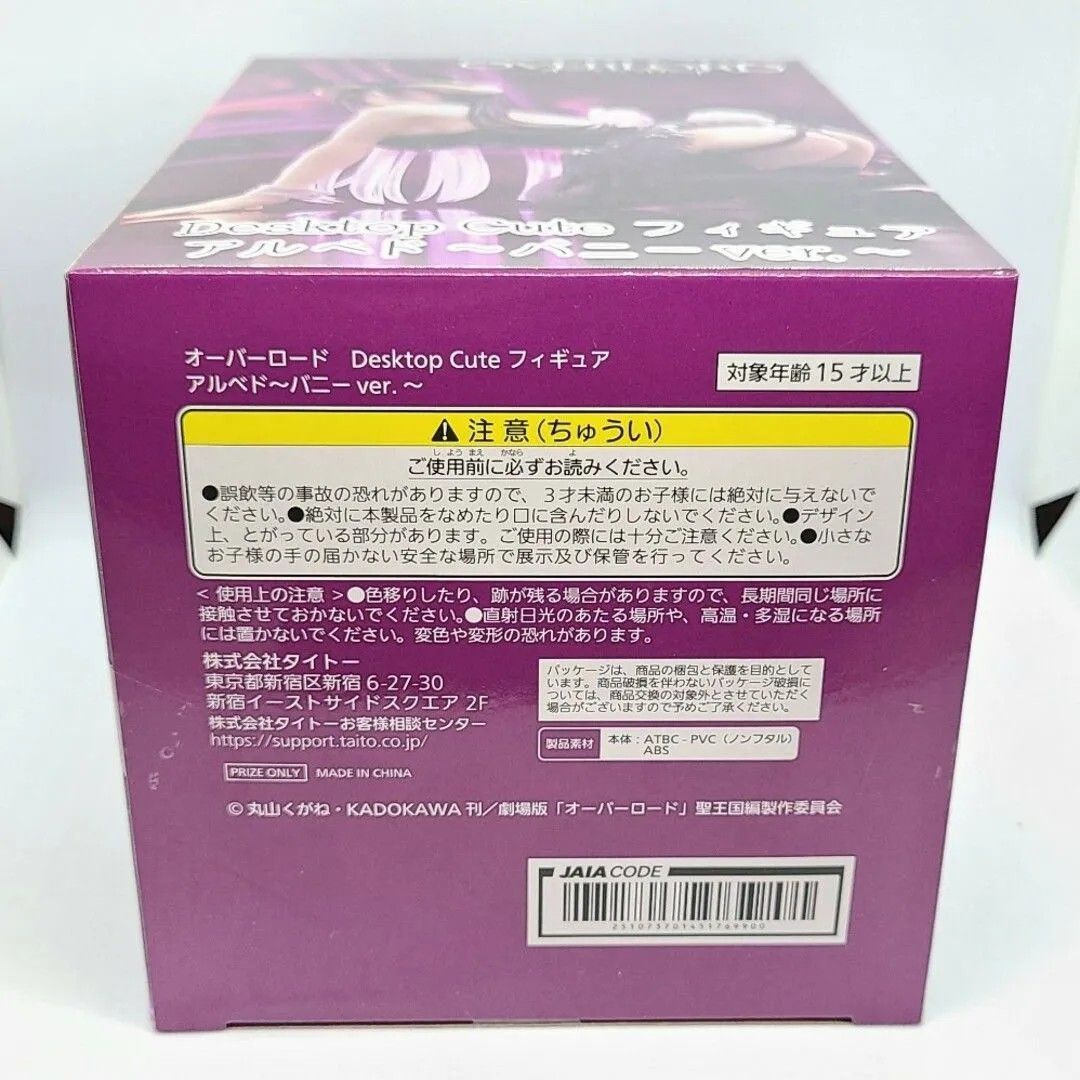 Desktop Cute フィギュア
アルベド～バニー ver.～
オーバーロード Desktop Cute フィギュア
アルベド～バニー ver.～
対象年齢 15 才以上
注意(ちゅうい)
しようまえ かなら よ
ご使用前に必ずお読みください。
●誤飲等の事故の恐れがありますので、３才未満のお子様には絶対に与えないで
ください。●絶対に本製品をなめたり口に含んだりしないでください。●デザイン
上、とがっている部分があります。ご使用の際には十分ご注意ください。●小さな
お子様の手の届かない安全な場所で展示及び保管を行ってください。
< 使用上の注意 >●色移りしたり、跡が残る場合がありますので、長期間同じ場所に
接触させておかないでください。●直射日光のあたる場所や、高温・多湿になる場所
には置かないでください。変色や変形の恐れがあります。
株式会社タイトー
東京都新宿区新宿 6-27-30
新宿イーストサイドスクエア 2F
株式会社タイトーお客様相談センター
https://support.taito.co.jp/
パッケージは、商品の梱包と保護を目的としてい
ます。商品破損を伴わないパッケージ破損に
ついては、商品交換の対象外とさせていただく
場合がございますので予めご了承ください。
製品素材 本体：ATBC-PVC（ノンフタル）
ABS
PRIZE ONLY MADE IN CHINA
© 丸山くがね・KADOKAWA 刊／劇場版「オーバーロード」聖王国編製作委員会
JAIA CODE